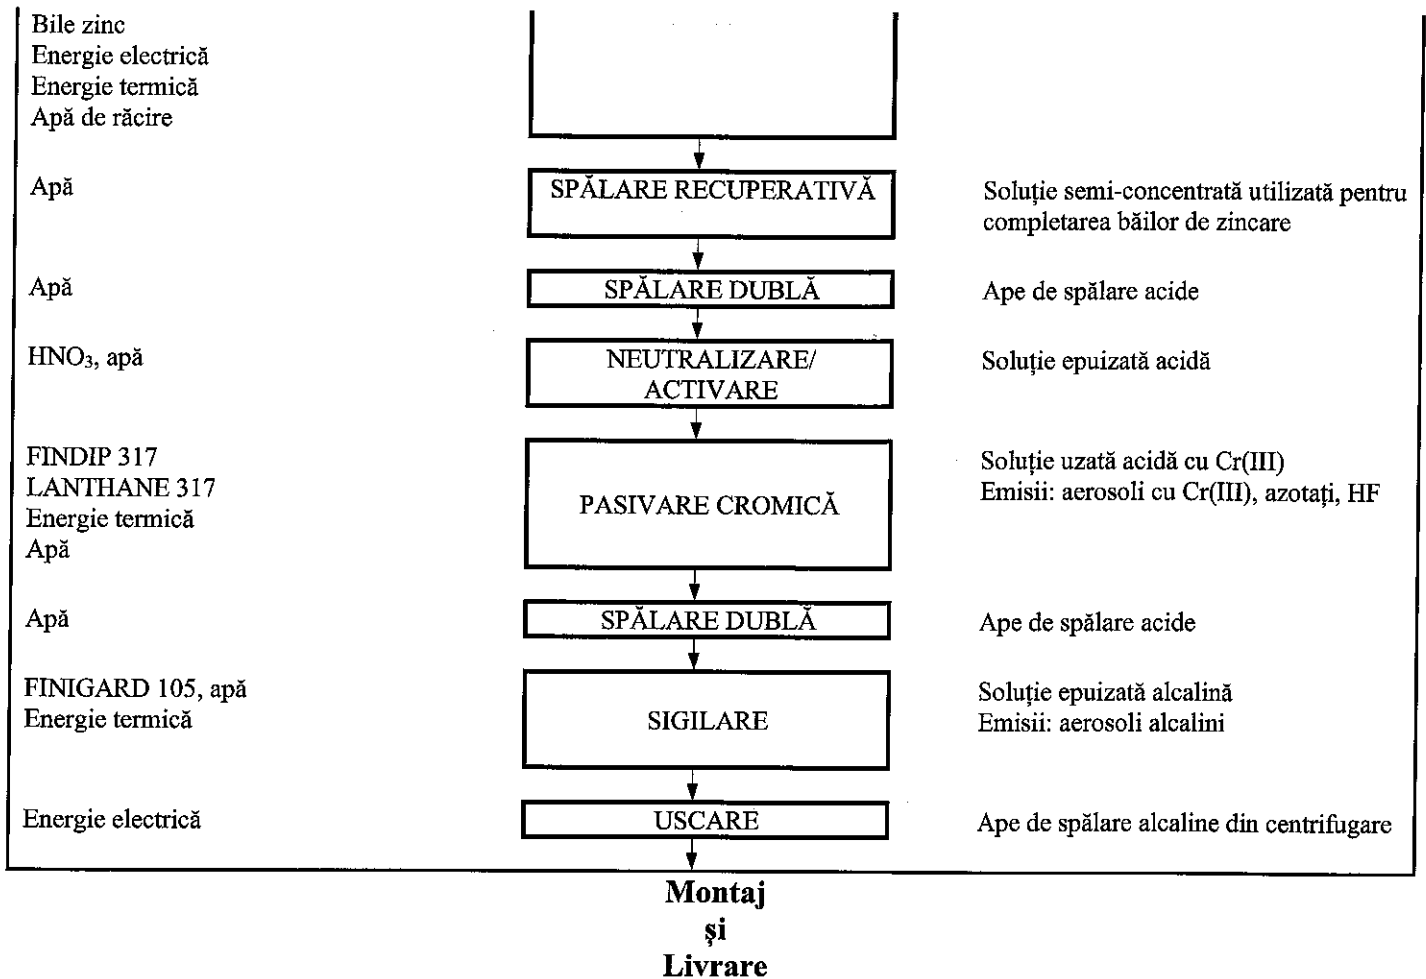 Bile zinc
Energie electrică
Energie termică
Apă de răcire
Apă
SPĂLARE RECUPERATIVĂ
Soluție semi-concentrată utilizată pentru
completarea băilor de zincare
Apă
SPĂLARE DUBLĂ
Ape de spălare acide
HNO₃, apă
NEUTRALIZARE/
ACTIVARE
Soluție epuizată acidă
FINDIP 317
LANTHANE 317
Energie termică
Apă
PASIVARE CROMICĂ
Soluție uzată acidă cu Cr(III)
Emisii: aerosoli cu Cr(III), azotați, HF
Apă
SPĂLARE DUBLĂ
Ape de spălare acide
FINIGARD 105, apă
Energie termică
SIGILARE
Soluție epuizată alcalină
Emisii: aerosoli alcalini
Energie electrică
USCARE
Ape de spălare alcaline din centrifugare
Montaj
și
Livrare